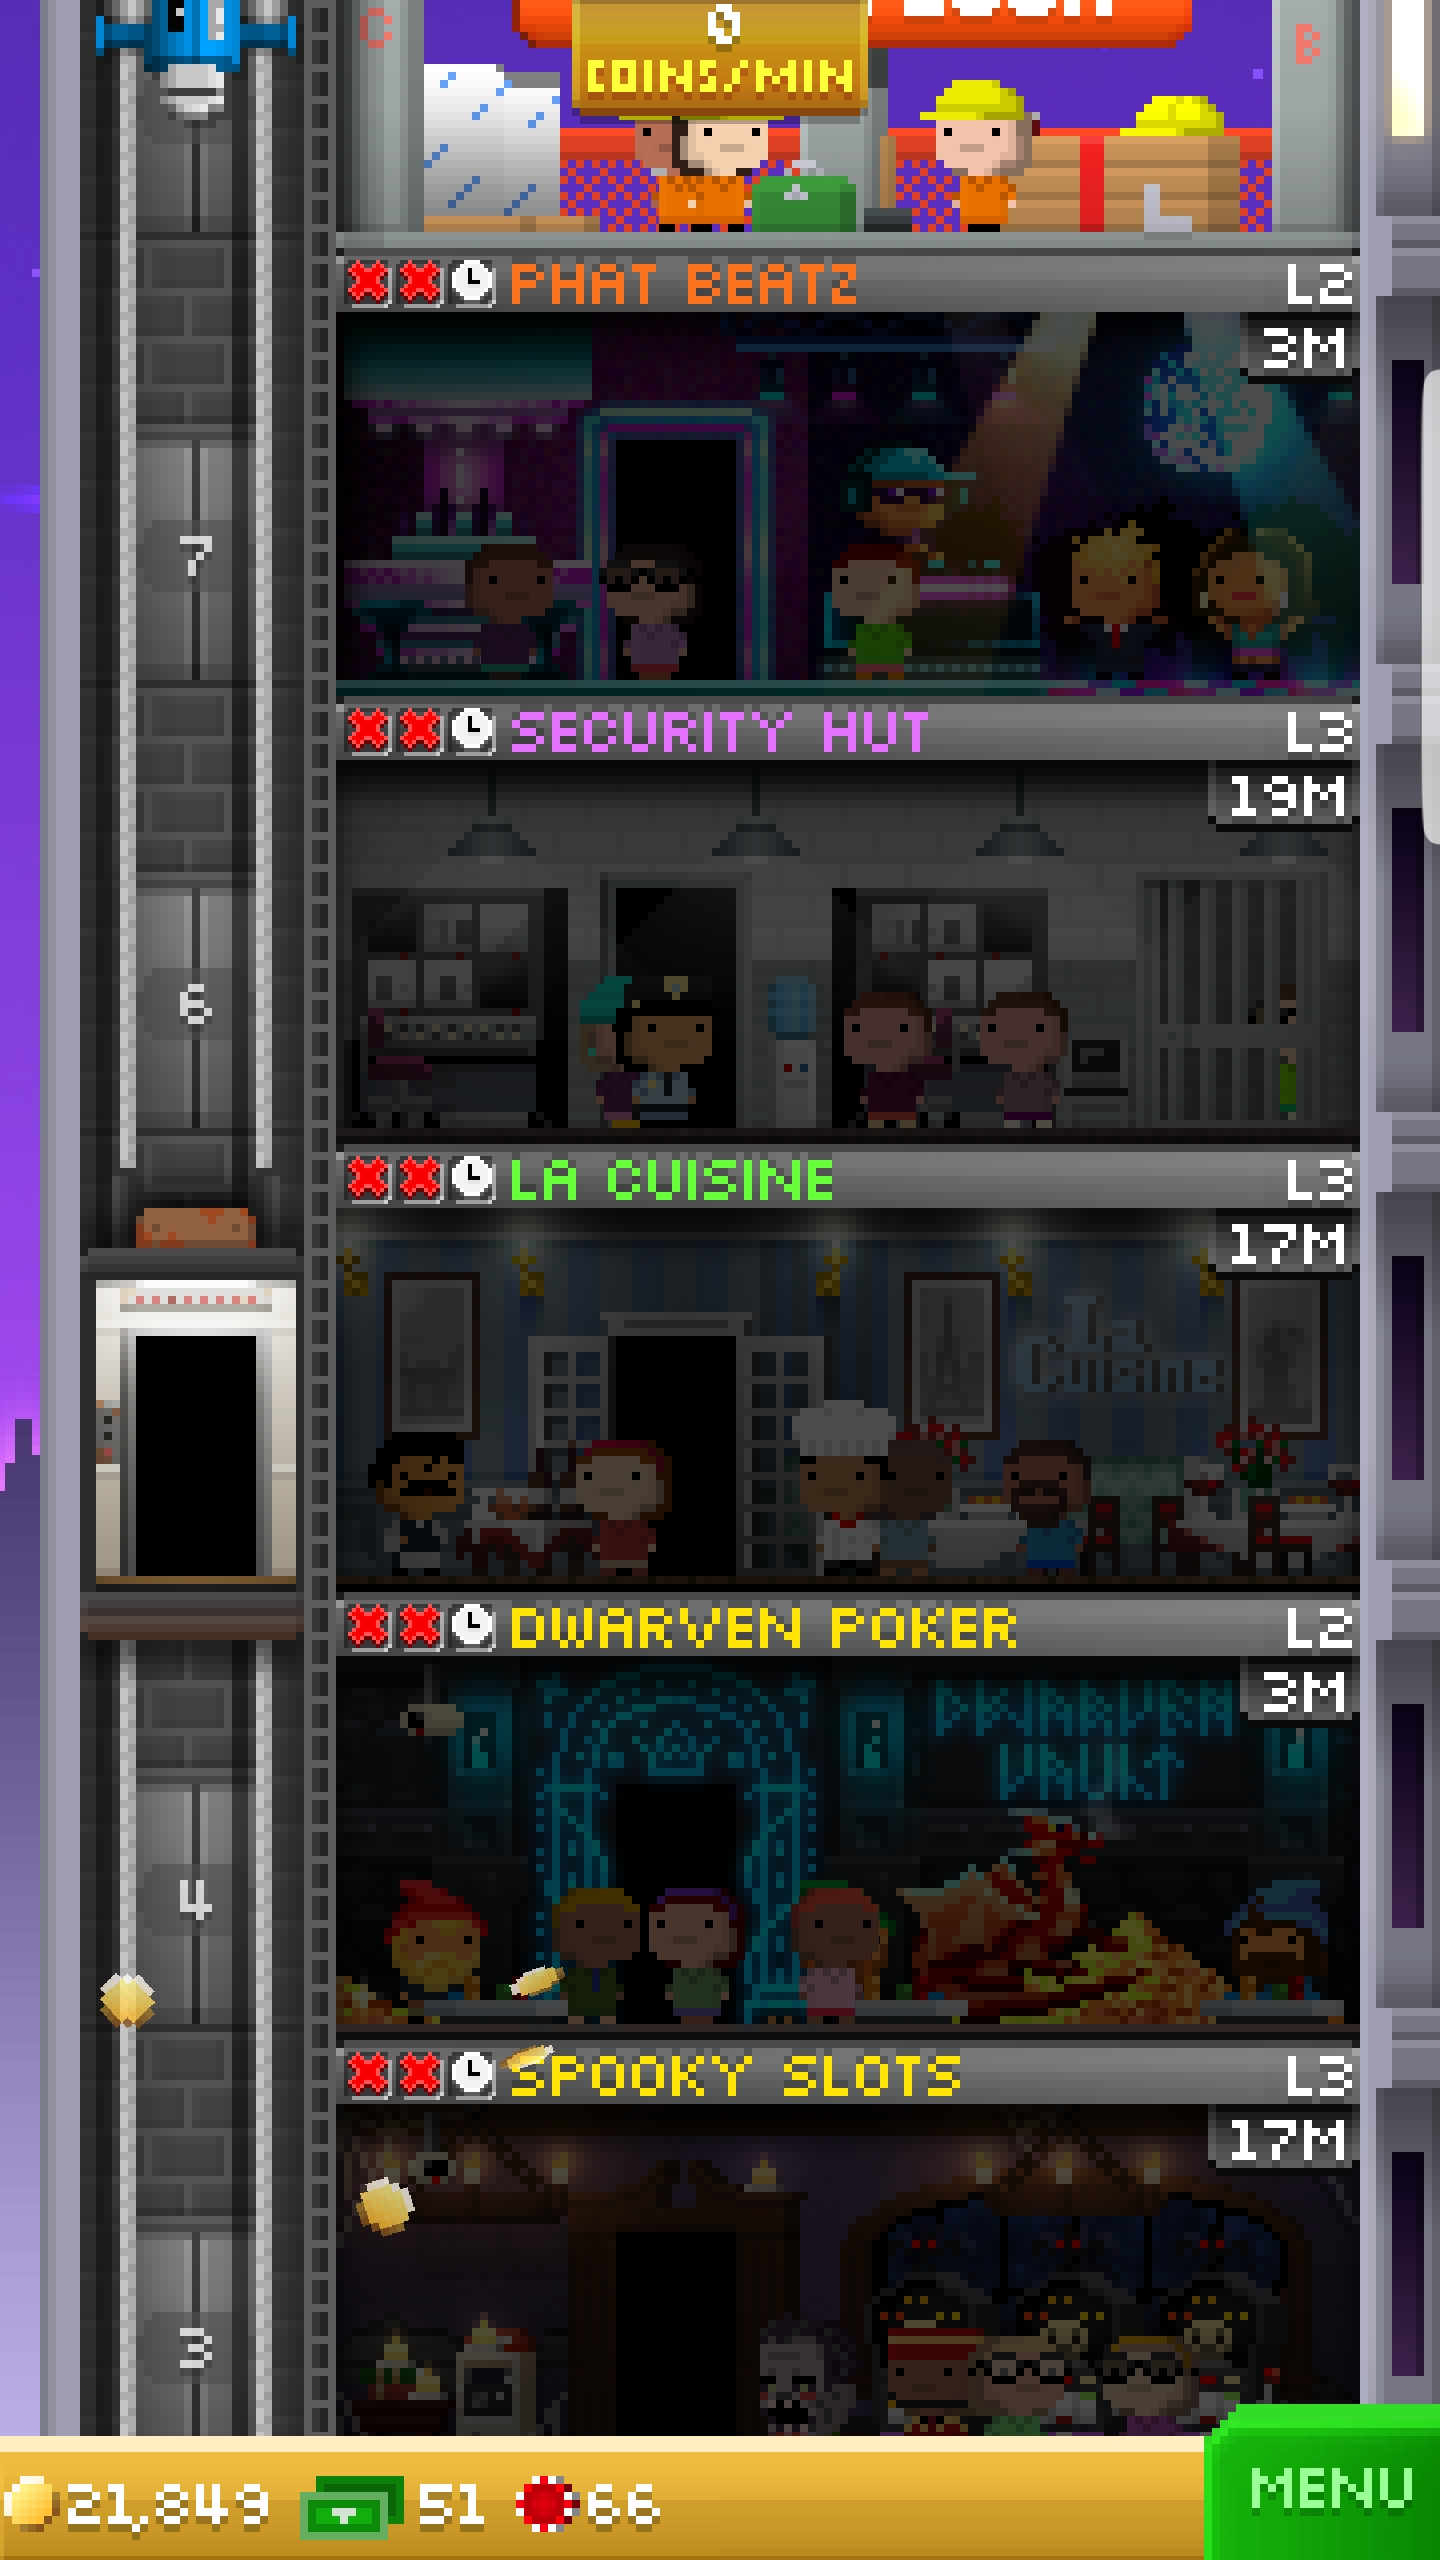 0
COINS/MIN
C
B
PHAT BEATZ L2
3M
7
SECURITY HUT L3
19M
6
LA CUISINE L3
17M
La
Cuisine
DWARVEN POKER L2
3M
DWARVEN
VAULT
4
SPOOKY SLOTS L3
17M
3
21,849 51 66
MENU